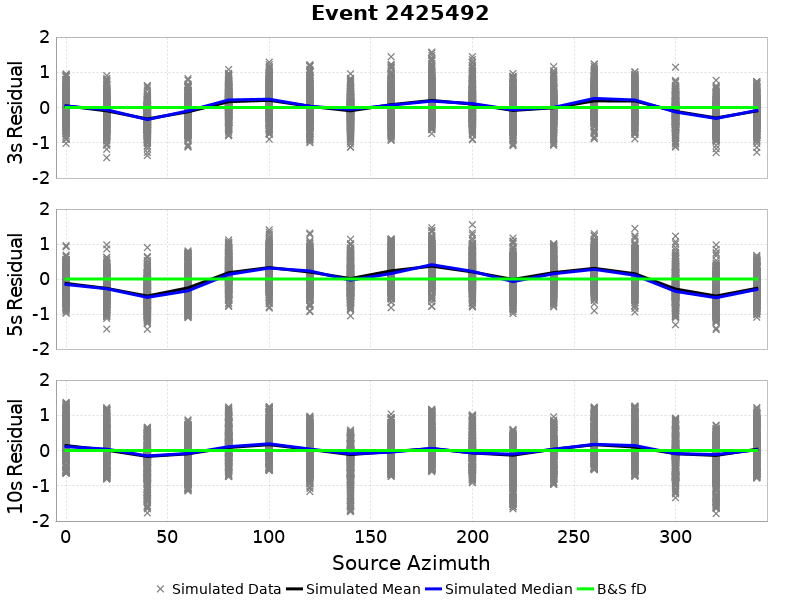 Event 2425492
2
1
0
-1
-2
3s Residual
2
1
0
-1
-2
5s Residual
2
1
0
-1
-2
10s Residual
0 50 100 150 200 250 300
Source Azimuth
Simulated Data Simulated Mean Simulated Median B&S fD